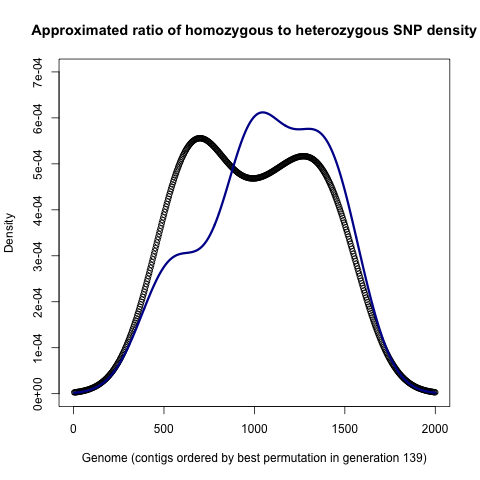 Approximated ratio of homozygous to heterozygous SNP density
7e-04
6e-04
5e-04
4e-04
3e-04
2e-04
1e-04
0e+00
Density
0 500 1000 1500 2000
Genome (contigs ordered by best permutation in generation 139)